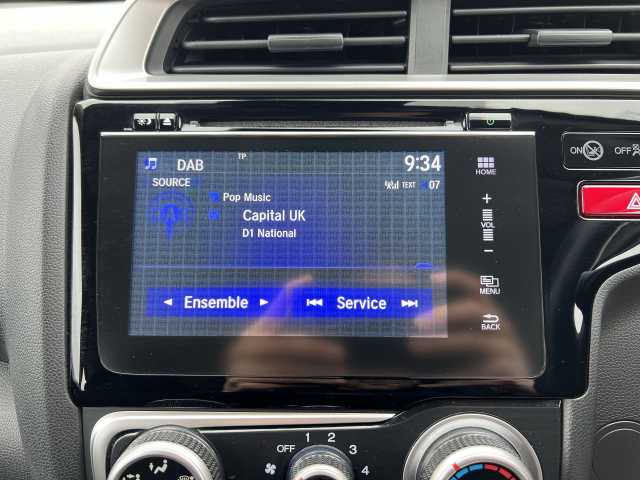 DAB TP 9:34 HOME
SOURCE TEXT 07
Pop Music
Capital UK
D1 National
+
VOL
-
Ensemble Service
MENU
BACK
ON OFF
OFF 1 2 3 4